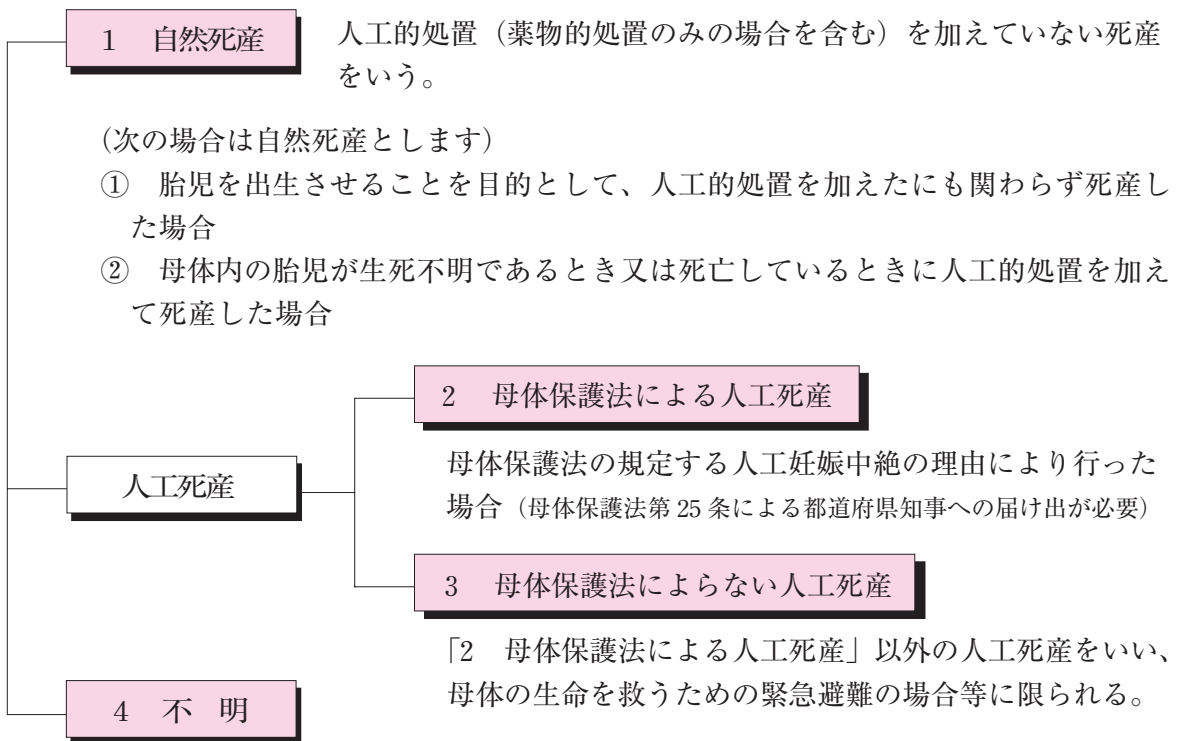 1　自然死産
人工的処置（薬物的処置のみの場合を含む）を加えていない死産
をいう。
（次の場合は自然死産とします）
①　胎児を出生させることを目的として、人工的処置を加えたにも関わらず死産し
た場合
②　母体内の胎児が生死不明であるとき又は死亡しているときに人工的処置を加え
て死産した場合
2　母体保護法による人工死産
母体保護法の規定する人工妊娠中絶の理由により行った
場合（母体保護法第 25 条による都道府県知事への届け出が必要）
人工死産
3　母体保護法によらない人工死産
「2　母体保護法による人工死産」以外の人工死産をいい、
母体の生命を救うための緊急避難の場合等に限られる。
4　不　明